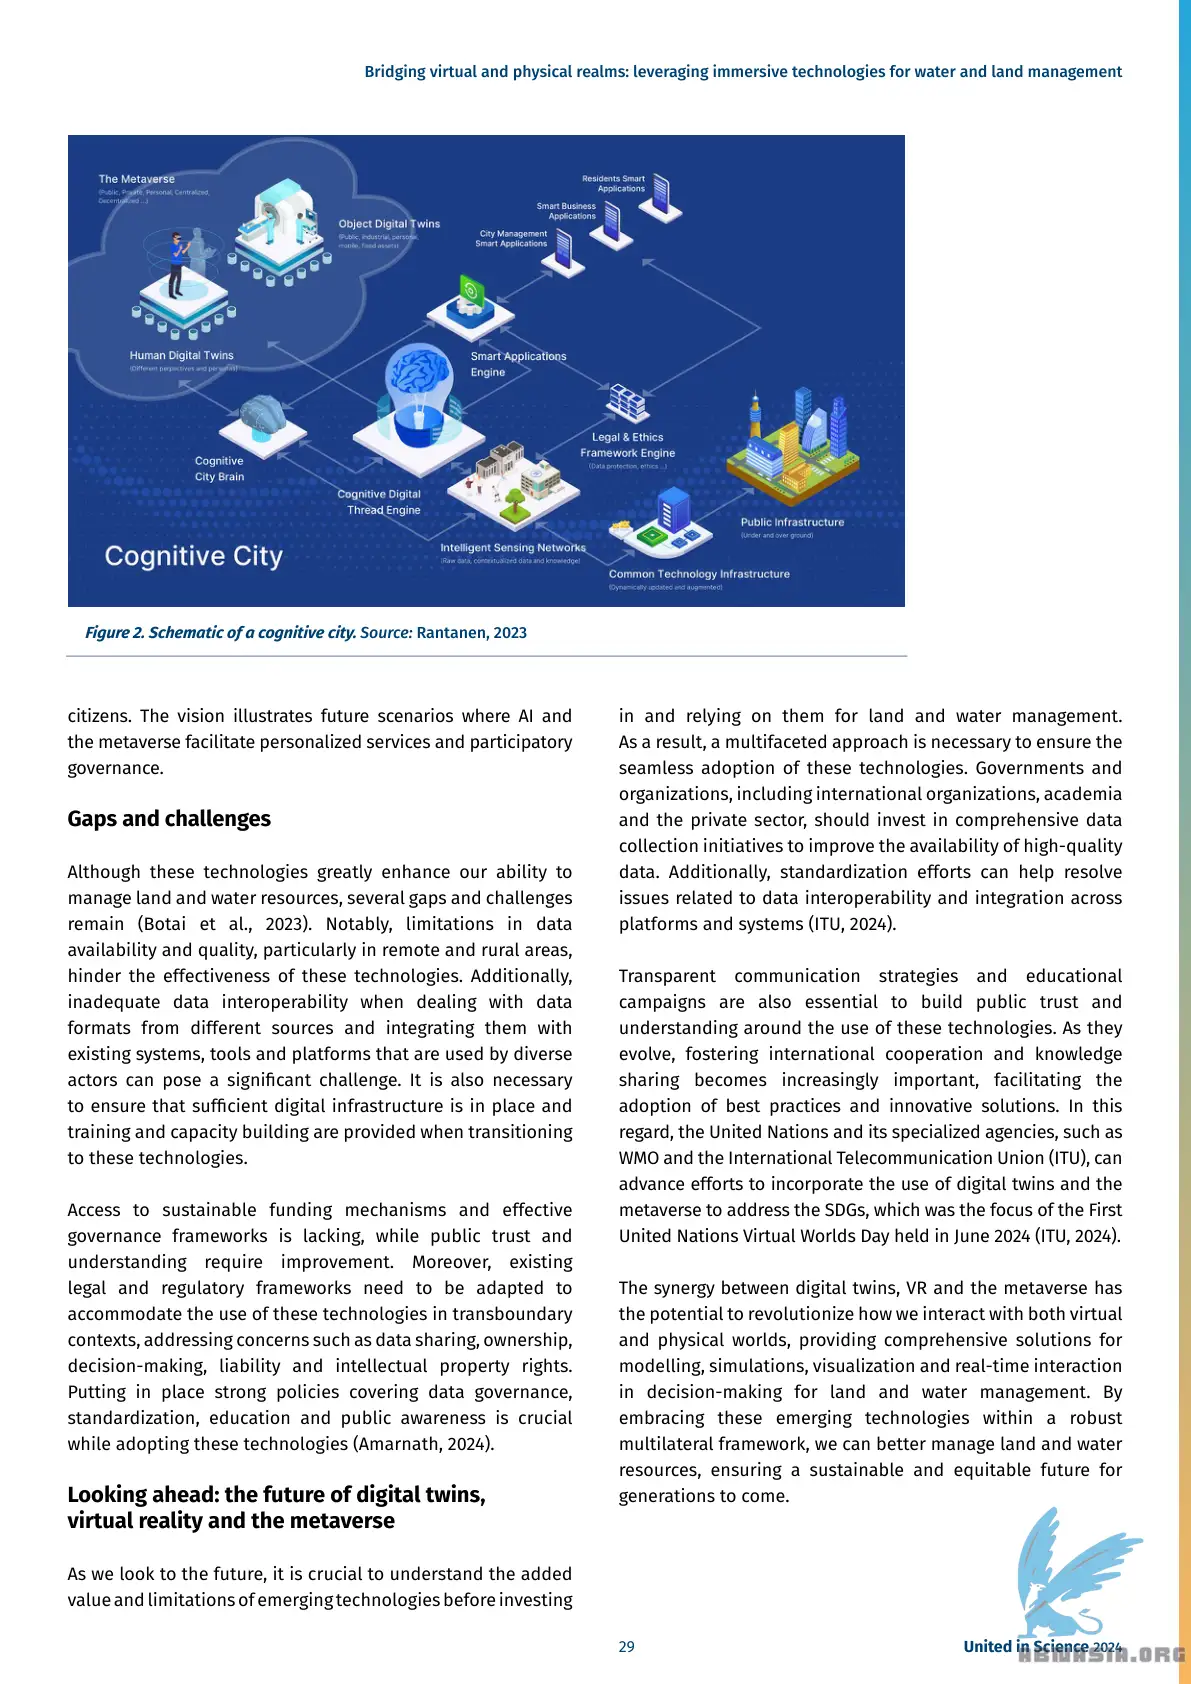 Bridging virtual and physical realms: leveraging immersive technologies for water and land management
The Metaverse
(Public, Private, Personal, Centralized,
Decentralized ...)
Object Digital Twins
(Public, industrial, personal,
mobile, fixed assets)
Human Digital Twins
(Different perpectives and personas)
Residents Smart
Applications
Smart Business
Applications
City Management
Smart Applications
Smart Applications
Engine
Cognitive
City Brain
Cognitive Digital
Thread Engine
Legal & Ethics
Framework Engine
(Data protection, ethics ...)
Intelligent Sensing Networks
(Raw data, contextualized data and knowledge)
Public Infrastructure
(Under and over ground)
Common Technology Infrastructure
(Dynamically updated and augmented)
Cognitive City
Figure 2. Schematic of a cognitive city. Source: Rantanen, 2023
citizens. The vision illustrates future scenarios where AI and
the metaverse facilitate personalized services and participatory
governance.
Gaps and challenges
Although these technologies greatly enhance our ability to
manage land and water resources, several gaps and challenges
remain (Botai et al., 2023). Notably, limitations in data
availability and quality, particularly in remote and rural areas,
hinder the effectiveness of these technologies. Additionally,
inadequate data interoperability when dealing with data
formats from different sources and integrating them with
existing systems, tools and platforms that are used by diverse
actors can pose a significant challenge. It is also necessary
to ensure that sufficient digital infrastructure is in place and
training and capacity building are provided when transitioning
to these technologies.
Access to sustainable funding mechanisms and effective
governance frameworks is lacking, while public trust and
understanding require improvement. Moreover, existing
legal and regulatory frameworks need to be adapted to
accommodate the use of these technologies in transboundary
contexts, addressing concerns such as data sharing, ownership,
decision-making, liability and intellectual property rights.
Putting in place strong policies covering data governance,
standardization, education and public awareness is crucial
while adopting these technologies (Amarnath, 2024).
Looking ahead: the future of digital twins,
virtual reality and the metaverse
As we look to the future, it is crucial to understand the added
value and limitations of emerging technologies before investing
in and relying on them for land and water management.
As a result, a multifaceted approach is necessary to ensure the
seamless adoption of these technologies. Governments and
organizations, including international organizations, academia
and the private sector, should invest in comprehensive data
collection initiatives to improve the availability of high-quality
data. Additionally, standardization efforts can help resolve
issues related to data interoperability and integration across
platforms and systems (ITU, 2024).
Transparent communication strategies and educational
campaigns are also essential to build public trust and
understanding around the use of these technologies. As they
evolve, fostering international cooperation and knowledge
sharing becomes increasingly important, facilitating the
adoption of best practices and innovative solutions. In this
regard, the United Nations and its specialized agencies, such as
WMO and the International Telecommunication Union (ITU), can
advance efforts to incorporate the use of digital twins and the
metaverse to address the SDGs, which was the focus of the First
United Nations Virtual Worlds Day held in June 2024 (ITU, 2024).
The synergy between digital twins, VR and the metaverse has
the potential to revolutionize how we interact with both virtual
and physical worlds, providing comprehensive solutions for
modelling, simulations, visualization and real-time interaction
in decision-making for land and water management. By
embracing these emerging technologies within a robust
multilateral framework, we can better manage land and water
resources, ensuring a sustainable and equitable future for
generations to come.
29
United in Science 2024
ABINASIA.ORG